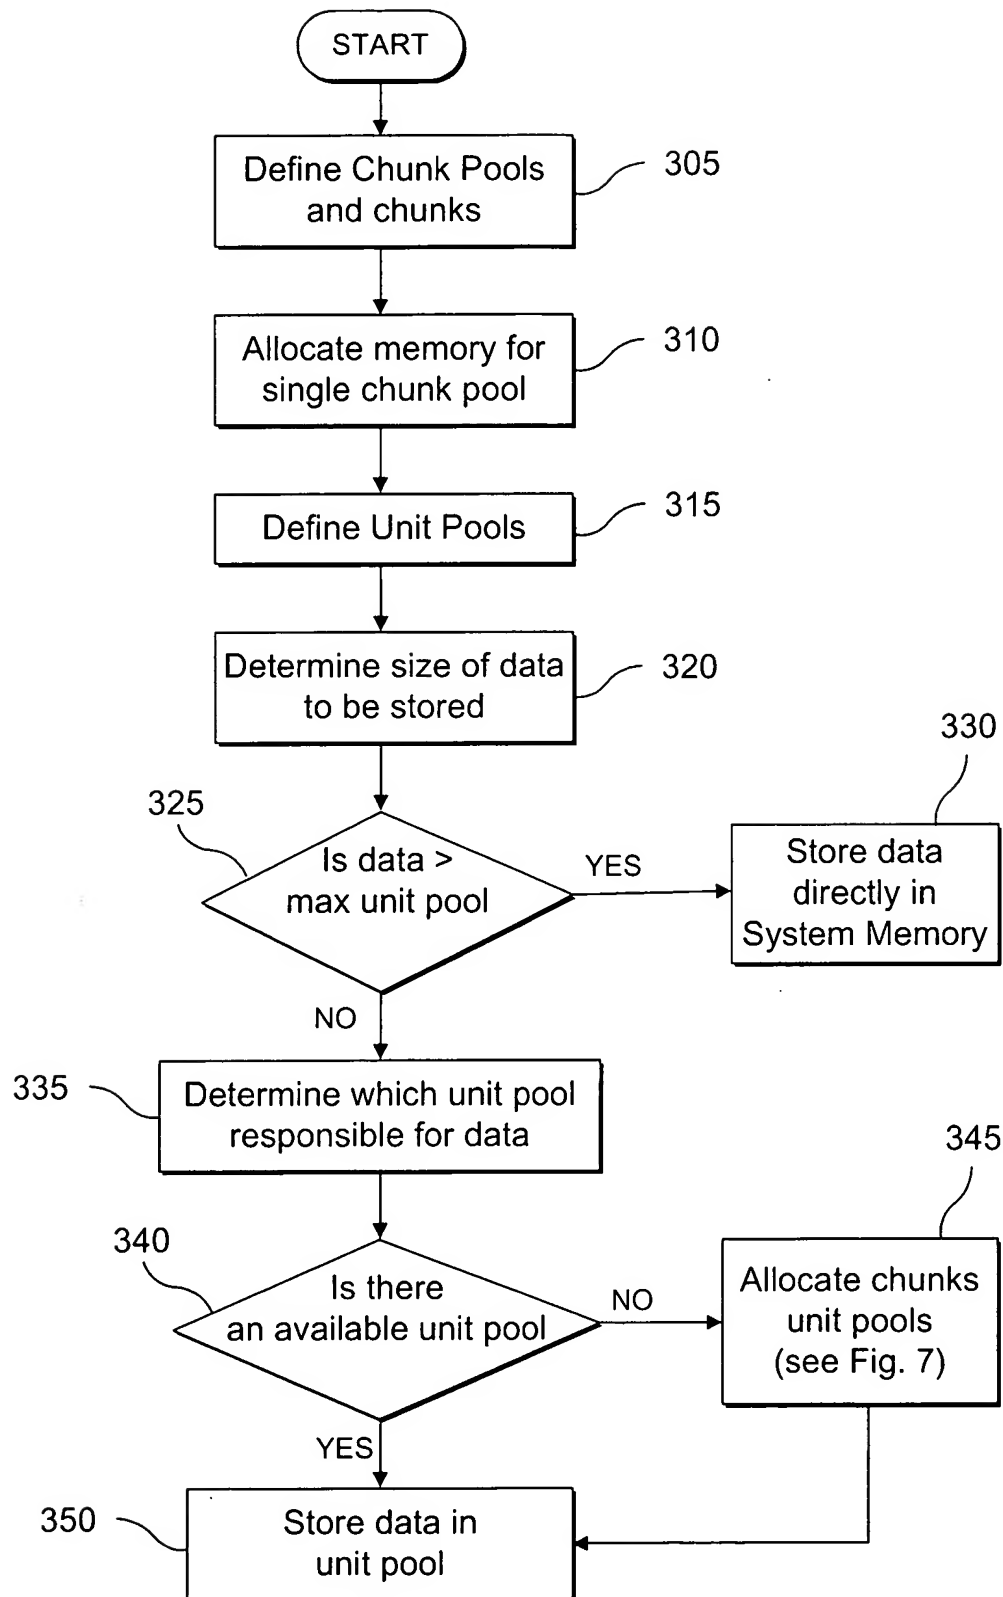 START
Define Chunk Pools
and chunks
305
Allocate memory for
single chunk pool
310
Define Unit Pools
315
Determine size of data
to be stored
320
325
Is data >
max unit pool
YES
330
Store data
directly in
System Memory
NO
335
Determine which unit pool
responsible for data
340
Is there
an available unit pool
NO
345
Allocate chunks
unit pools
(see Fig. 7)
YES
350
Store data in
unit pool